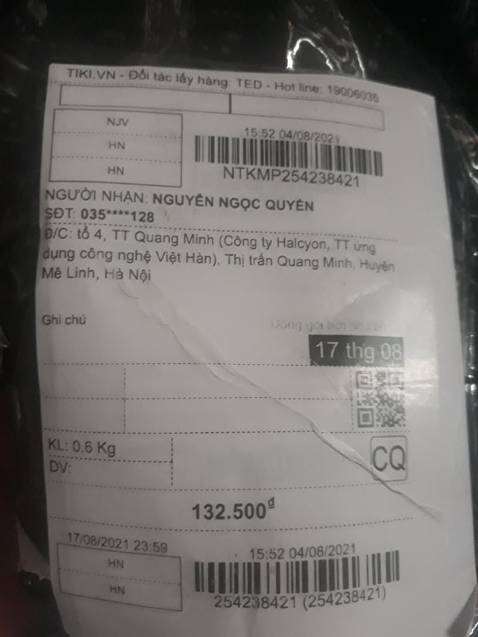 TIKI.VN - Đối tác lấy hàng: TED - Hot line: 19006035
NJV
HN
HN
15:52 04/08/2021
NTKMP254238421
NGƯỜI NHẬN: NGUYỄN NGỌC QUYÊN
SĐT: 035****128
Đ/C: tổ 4, TT Quang Minh (Công ty Halcyon, TT ứng
dụng công nghệ Việt Hàn), Thị trấn Quang Minh, Huyện
Mê Linh, Hà Nội
Ghi chú
17 thg 08
KL: 0.6 Kg
DV:
CQ
132.500đ
17/08/2021 23:59
HN
HN
15:52 04/08/2021
254238421 (254238421)